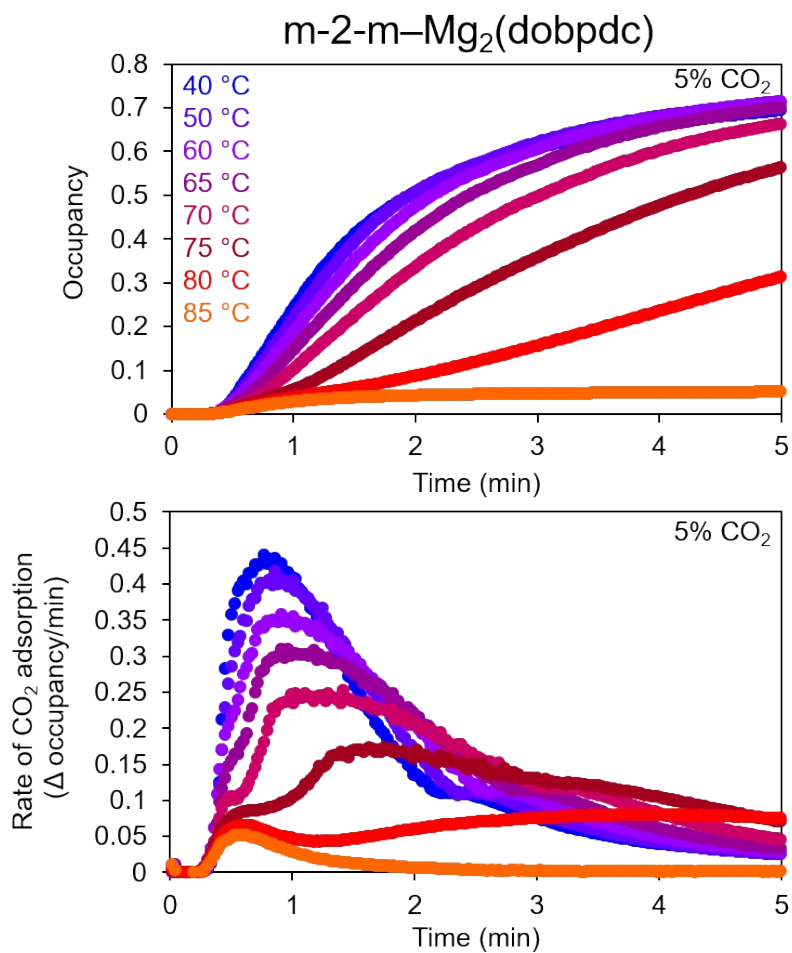 m-2-m–Mg₂(dobpdc)
0.8
0.7
0.6
0.5
0.4
0.3
0.2
0.1
0
Occupancy
40 °C
50 °C
60 °C
65 °C
70 °C
75 °C
80 °C
85 °C
5% CO₂
0 1 2 3 4 5
Time (min)
0.5
0.45
0.4
0.35
0.3
0.25
0.2
0.15
0.1
0.05
0
Rate of CO₂ adsorption
(Δ occupancy/min)
5% CO₂
0 1 2 3 4 5
Time (min)